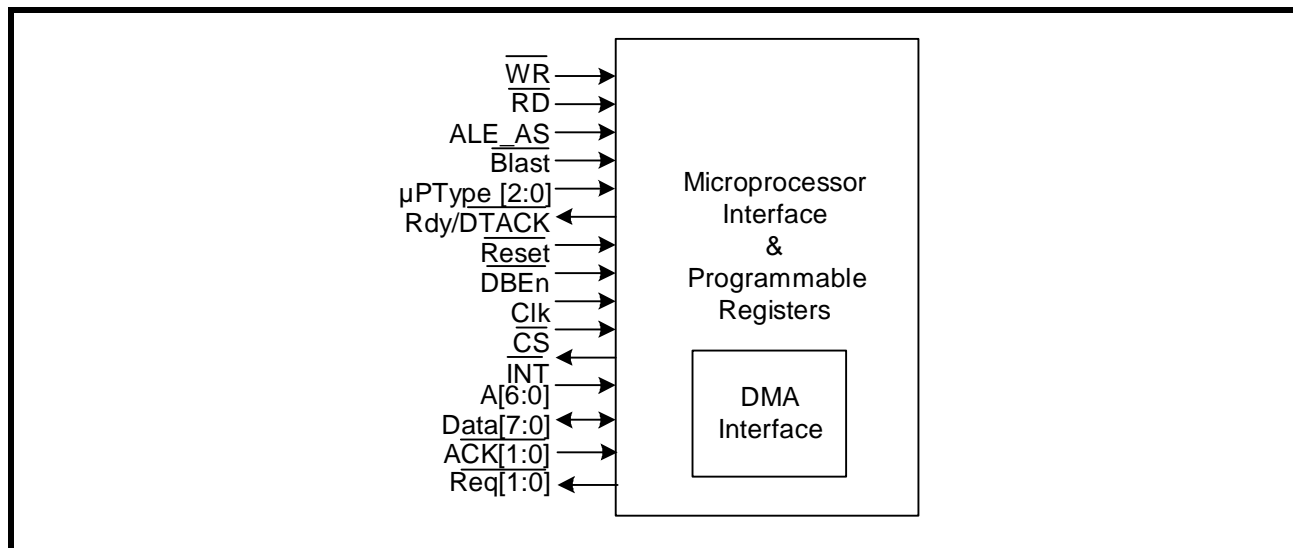 WR
RD
ALE_AS
Blast
µPType [2:0]
Rdy/DTACK
Reset
DBEn
Clk
CS
INT
A[6:0]
Data[7:0]
ACK[1:0]
Req[1:0]
Microprocessor
Interface
&
Programmable
Registers
DMA
Interface